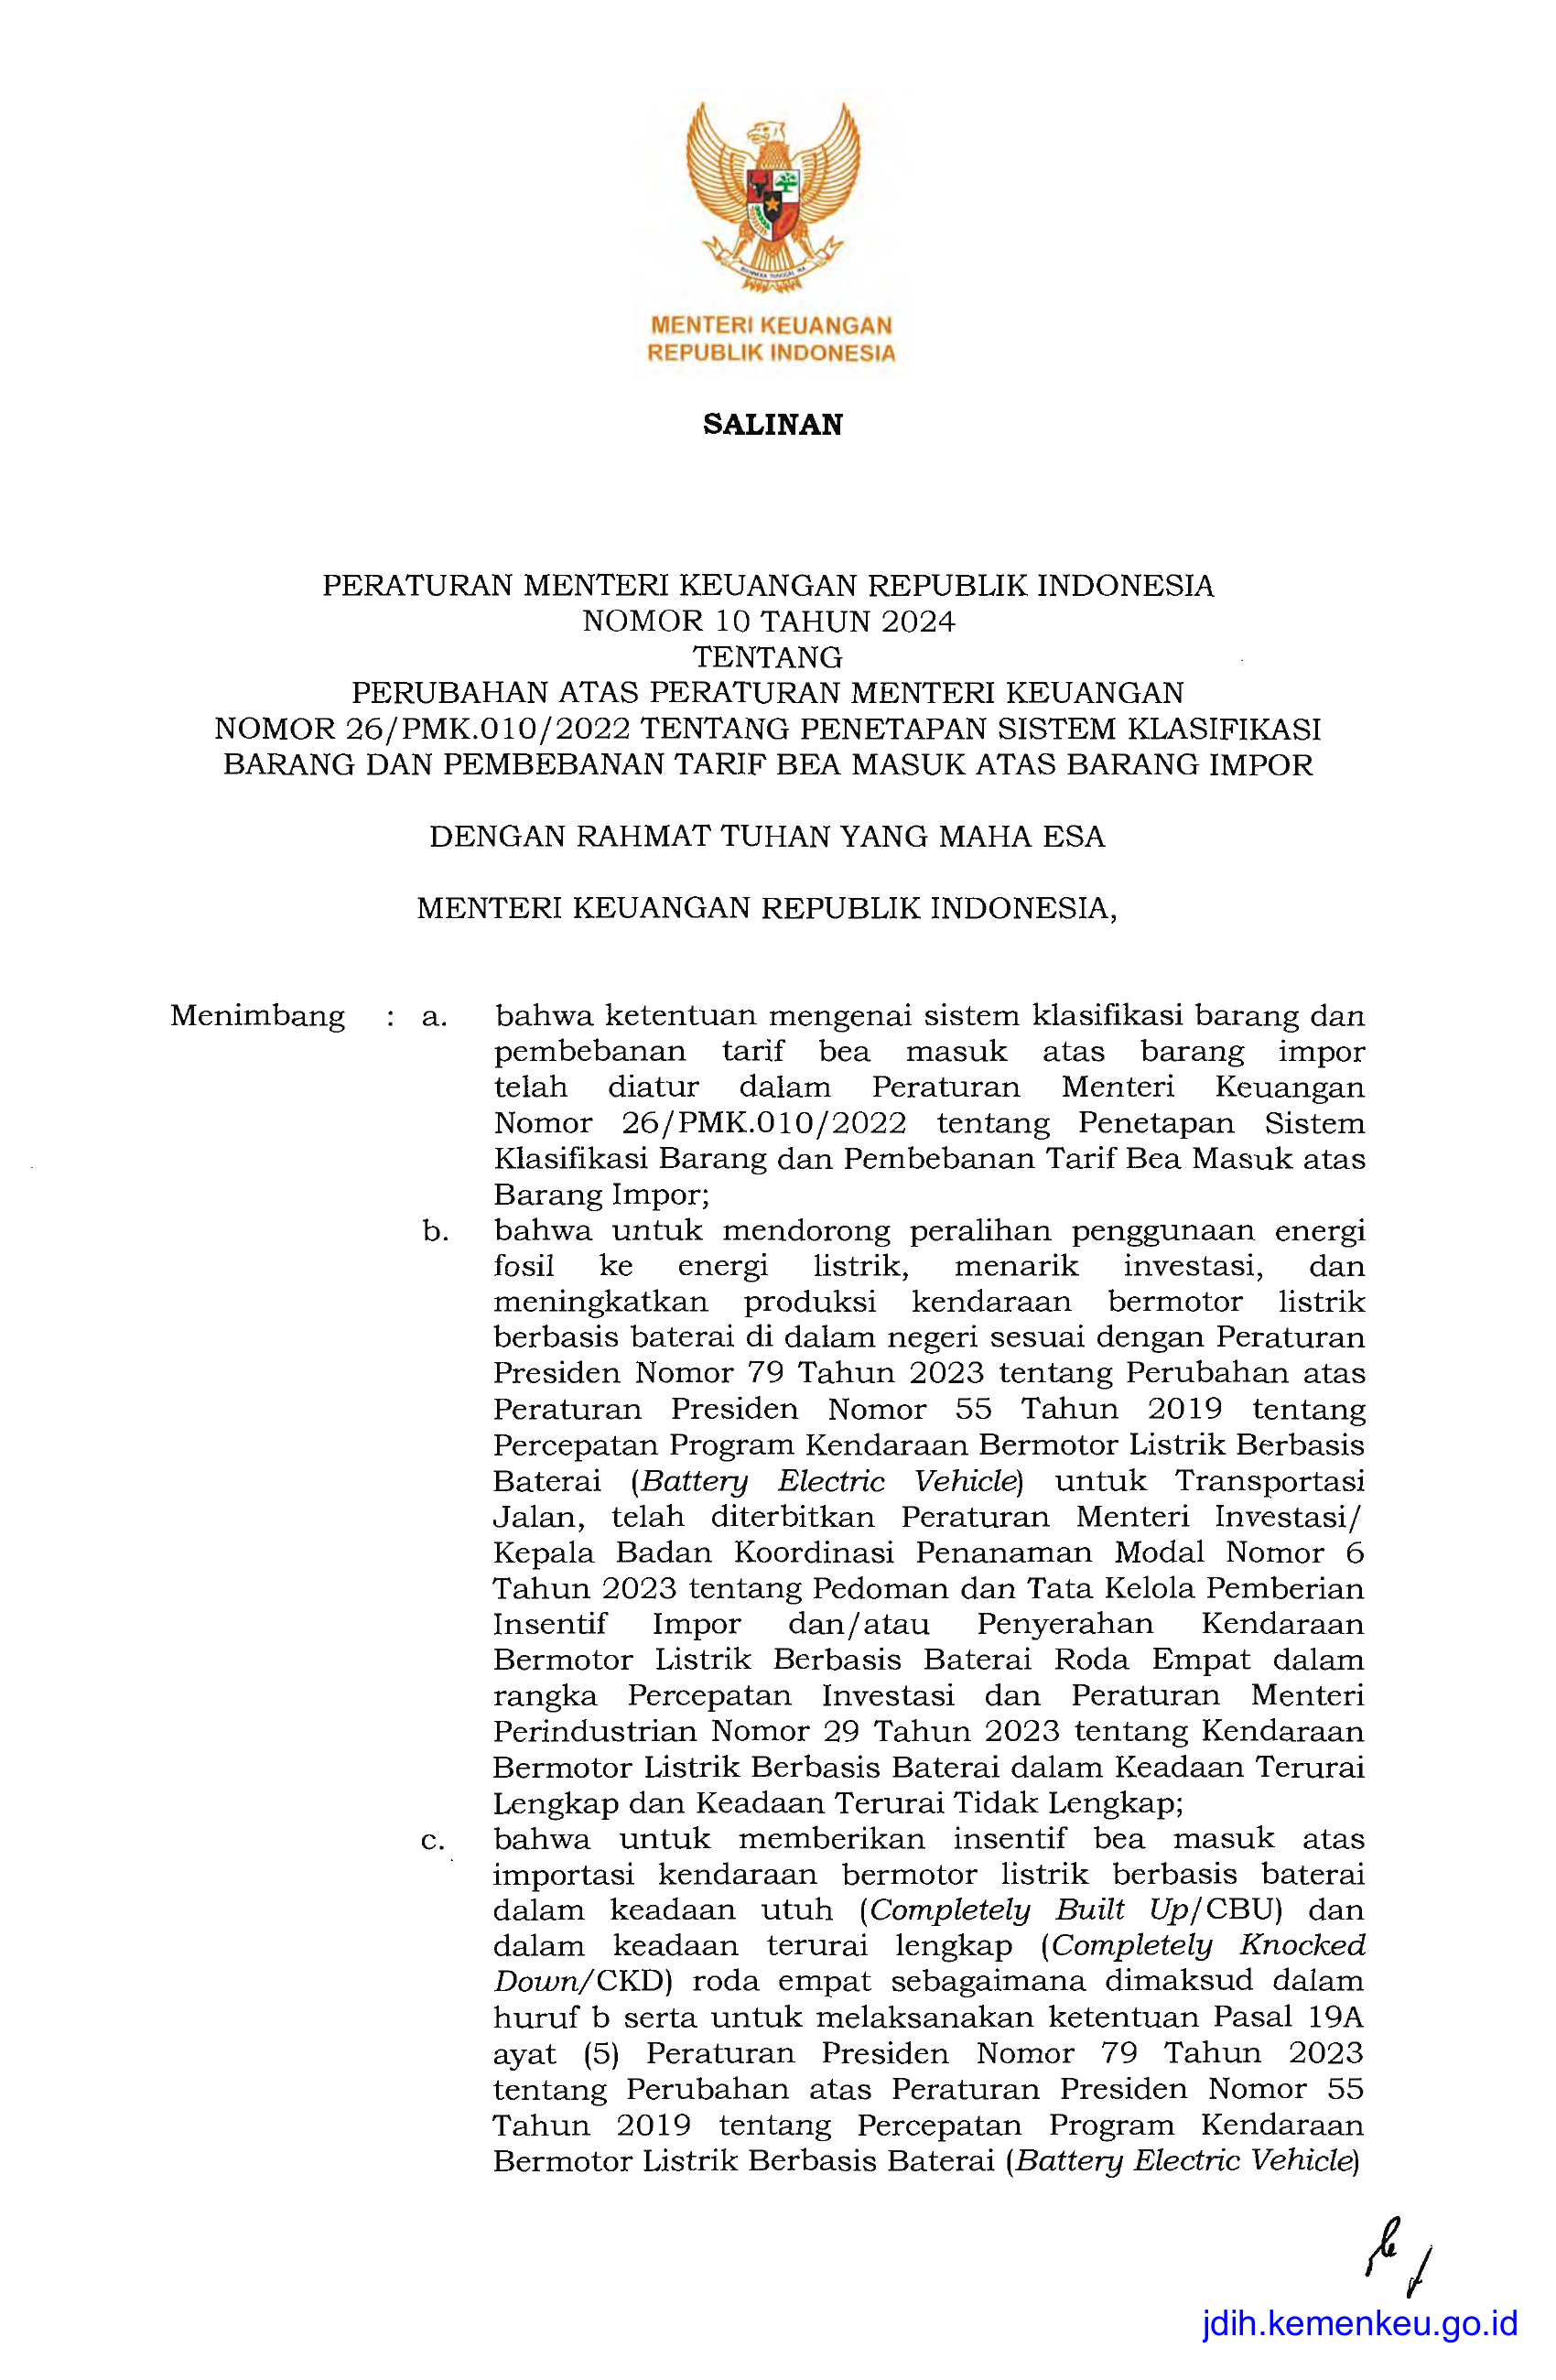 MENTERI KEUANGAN
REPUBLIK INDONESIA
SALINAN
PERATURAN MENTERI KEUANGAN REPUBLIK INDONESIA
NOMOR 10 TAHUN 2024
TENTANG
PERUBAHAN ATAS PERATURAN MENTERI KEUANGAN
NOMOR 26/PMK.010/2022 TENTANG PENETAPAN SISTEM KLASIFIKASI
BARANG DAN PEMBEBANAN TARIF BEA MASUK ATAS BARANG IMPOR
DENGAN RAHMAT TUHAN YANG MAHA ESA
MENTERI KEUANGAN REPUBLIK INDONESIA,
Menimbang : a. bahwa ketentuan mengenai sistem klasifikasi barang dan
pembebanan tarif bea masuk atas barang impor
telah diatur dalam Peraturan Menteri Keuangan
Nomor 26/PMK.010/2022 tentang Penetapan Sistem
Klasifikasi Barang dan Pembebanan Tarif Bea Masuk atas
Barang Impor;
b. bahwa untuk mendorong peralihan penggunaan energi
fosil ke energi listrik, menarik investasi, dan
meningkatkan produksi kendaraan bermotor listrik
berbasis baterai di dalam negeri sesuai dengan Peraturan
Presiden Nomor 79 Tahun 2023 tentang Perubahan atas
Peraturan Presiden Nomor 55 Tahun 2019 tentang
Percepatan Program Kendaraan Bermotor Listrik Berbasis
Baterai (Battery Electric Vehicle) untuk Transportasi
Jalan, telah diterbitkan Peraturan Menteri Investasi/
Kepala Badan Koordinasi Penanaman Modal Nomor 6
Tahun 2023 tentang Pedoman dan Tata Kelola Pemberian
Insentif Impor dan/atau Penyerahan Kendaraan
Bermotor Listrik Berbasis Baterai Roda Empat dalam
rangka Percepatan Investasi dan Peraturan Menteri
Perindustrian Nomor 29 Tahun 2023 tentang Kendaraan
Bermotor Listrik Berbasis Baterai dalam Keadaan Terurai
Lengkap dan Keadaan Terurai Tidak Lengkap;
c. bahwa untuk memberikan insentif bea masuk atas
importasi kendaraan bermotor listrik berbasis baterai
dalam keadaan utuh (Completely Built Up/CBU) dan
dalam keadaan terurai lengkap (Completely Knocked
Down/CKD) roda empat sebagaimana dimaksud dalam
huruf b serta untuk melaksanakan ketentuan Pasal 19A
ayat (5) Peraturan Presiden Nomor 79 Tahun 2023
tentang Perubahan atas Peraturan Presiden Nomor 55
Tahun 2019 tentang Percepatan Program Kendaraan
Bermotor Listrik Berbasis Baterai (Battery Electric Vehicle)
jdih.kemenkeu.go.id